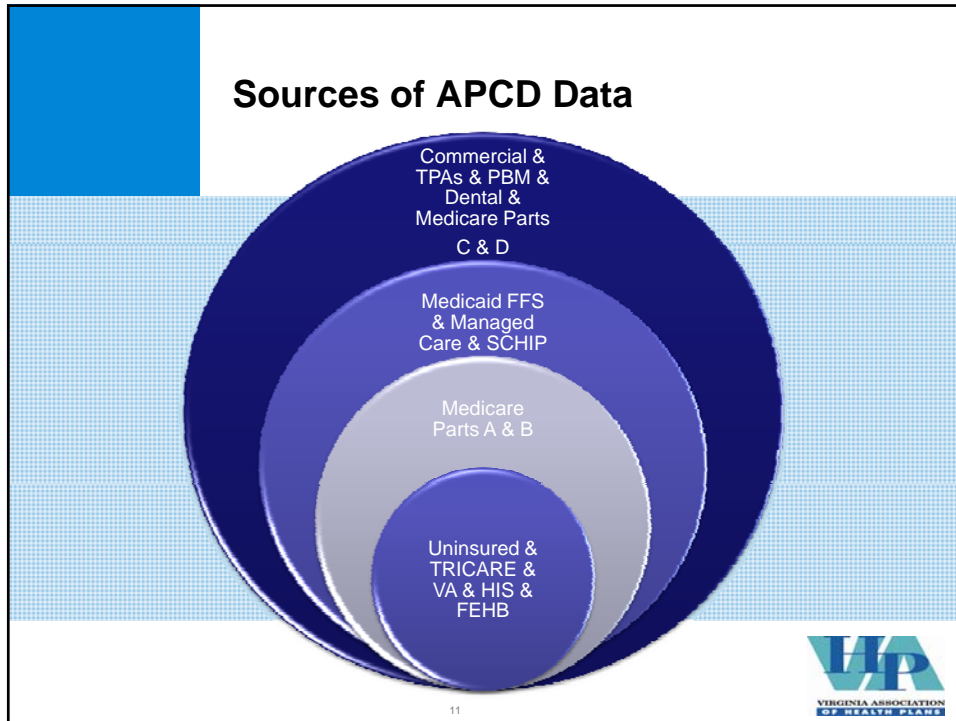 Sources of APCD Data
Commercial &
TPAs & PBM &
Dental &
Medicare Parts
C & D
Medicaid FFS
& Managed
Care & SCHIP
Medicare
Parts A & B
Uninsured &
TRICARE &
VA & HIS &
FEHB
11
VAHP
VIRGINIA ASSOCIATION
OF HEALTH PLANS